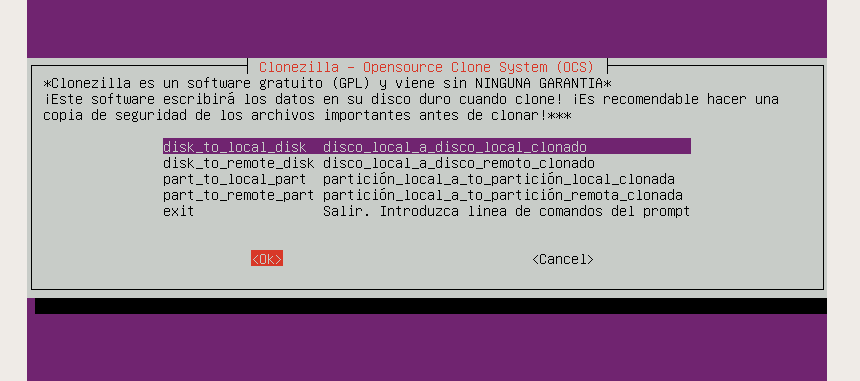 Clonezilla - Opensource Clone System (OCS)
*Clonezilla es un software gratuito (GPL) y viene sin NINGUNA GARANTIA*
¡Este software escribirá los datos en su disco duro cuando clone! ¡Es recomendable hacer una
copia de seguridad de los archivos importantes antes de clonar!***
disk_to_local_disk disco_local_a_disco_local_clonado
disk_to_remote_disk disco_local_a_disco_remoto_clonado
part_to_local_part partición_local_a_to_partición_local_clonada
part_to_remote_part partición_local_a_to_partición_remota_clonada
exit Salir. Introduzca linea de comandos del prompt
<Ok> <Cancel>